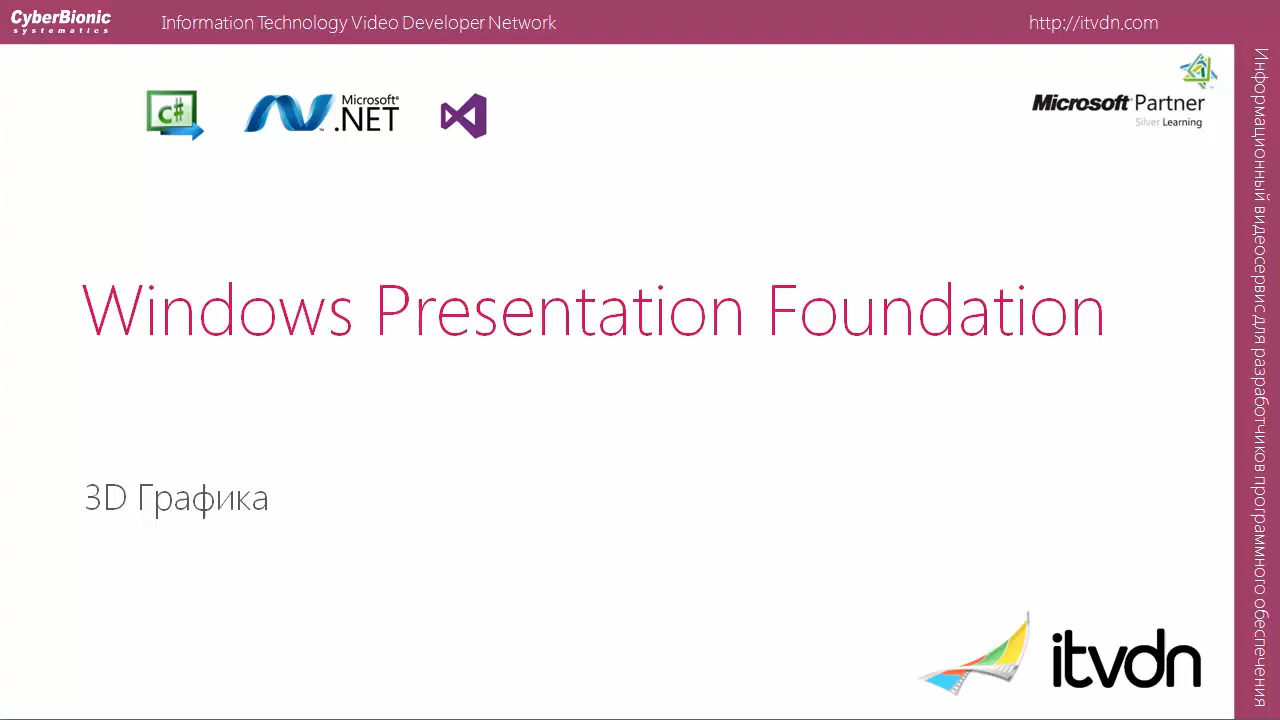 CyberBionic
systematics
Information Technology Video Developer Network
http://itvdn.com
C#
Microsoft®
.NET
Microsoft® Partner
Silver Learning
Windows Presentation Foundation
3D Графика
itvdn
Информационный видеосервис для разработчиков программного обеспечения